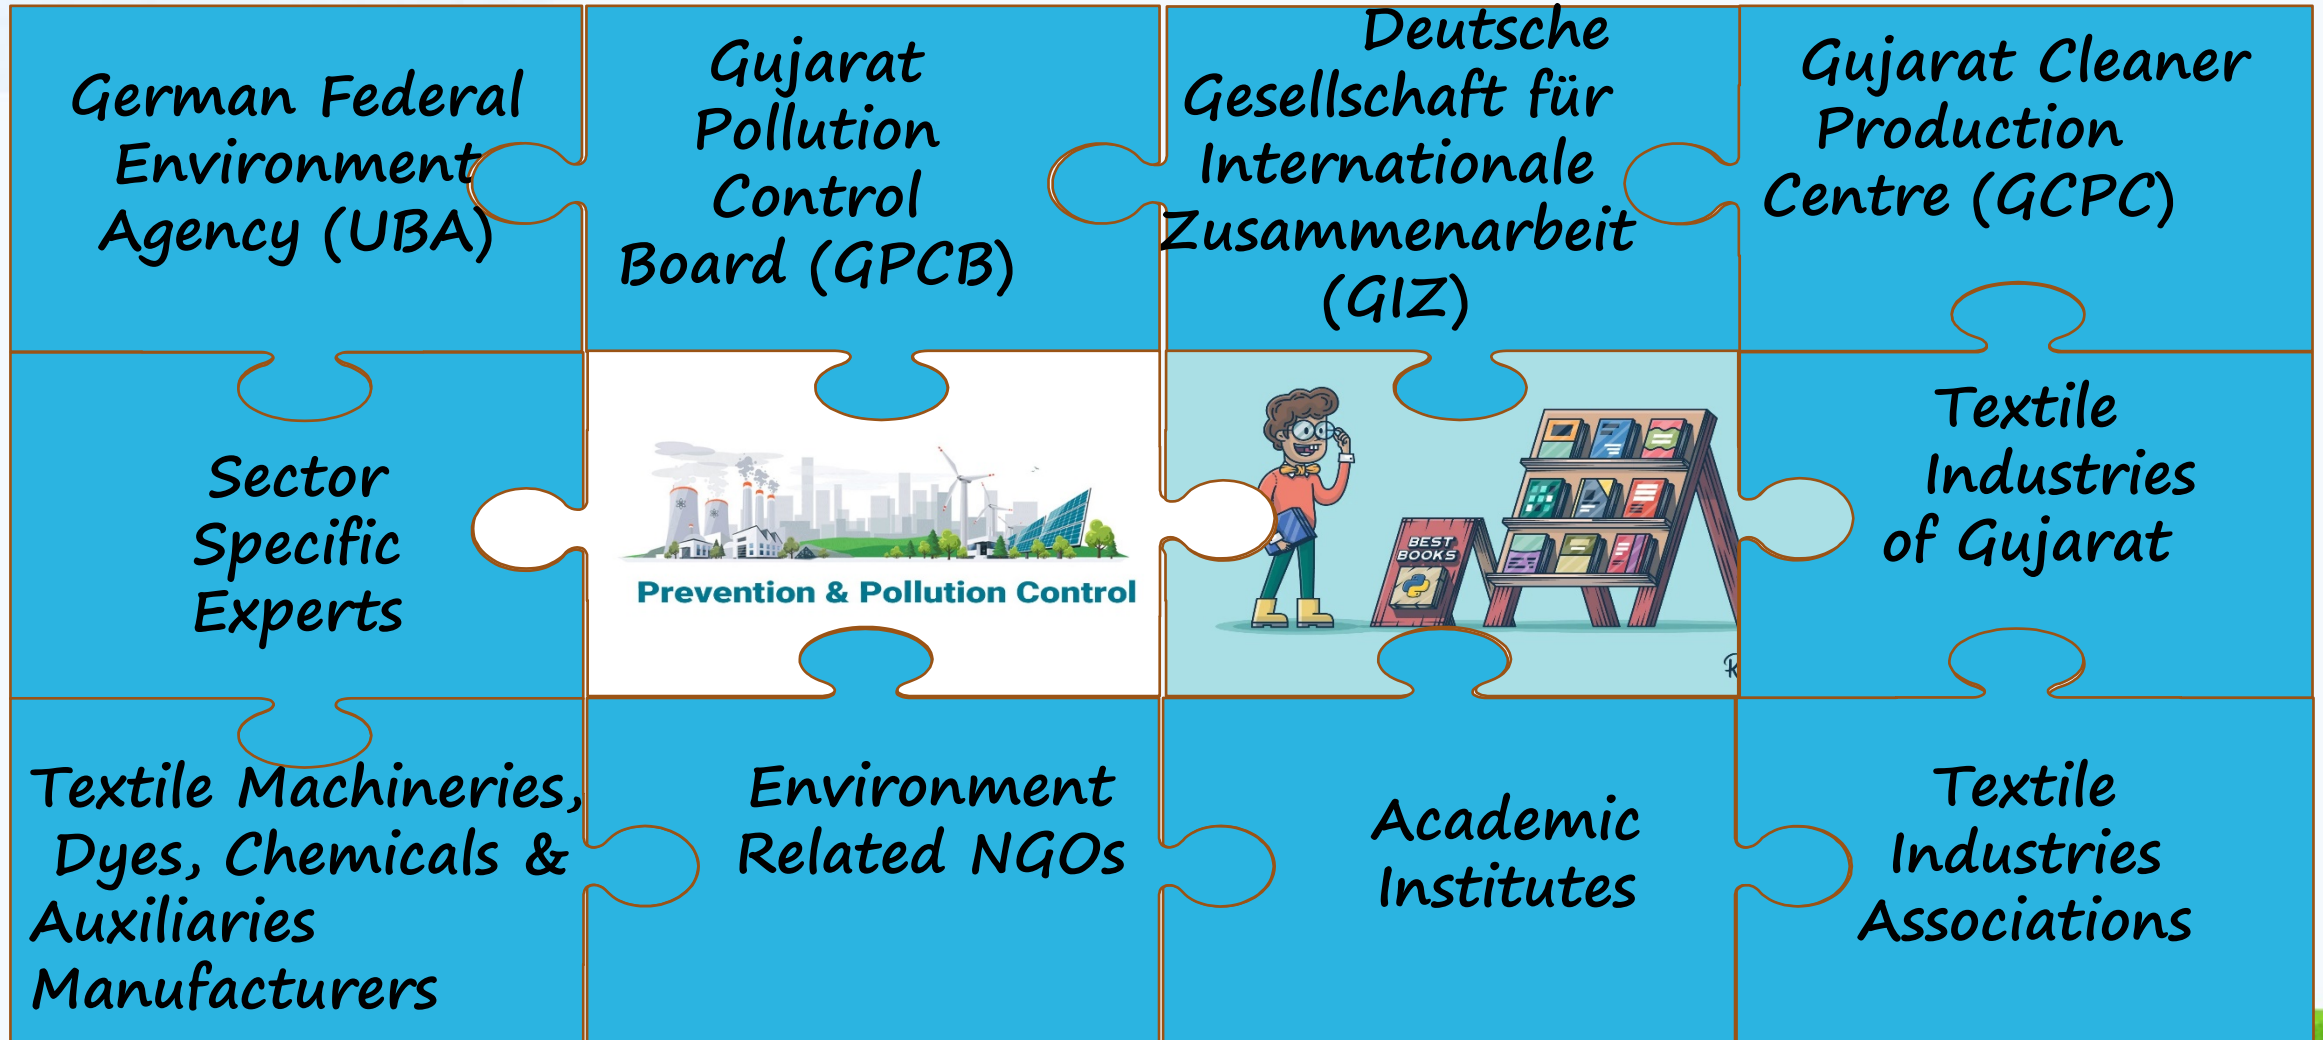 German Federal
Environment
Agency (UBA)
Gujarat
Pollution
Control
Board (GPCB)
Deutsche
Gesellschaft für
Internationale
Zusammenarbeit
(GIZ)
Gujarat Cleaner
Production
Centre (GCPC)
Sector
Specific
Experts
Prevention & Pollution Control
BEST
BOOKS
Textile
Industries
of Gujarat
Textile Machineries,
Dyes, Chemicals &
Auxiliaries
Manufacturers
Environment
Related NGOs
Academic
Institutes
Textile
Industries
Associations